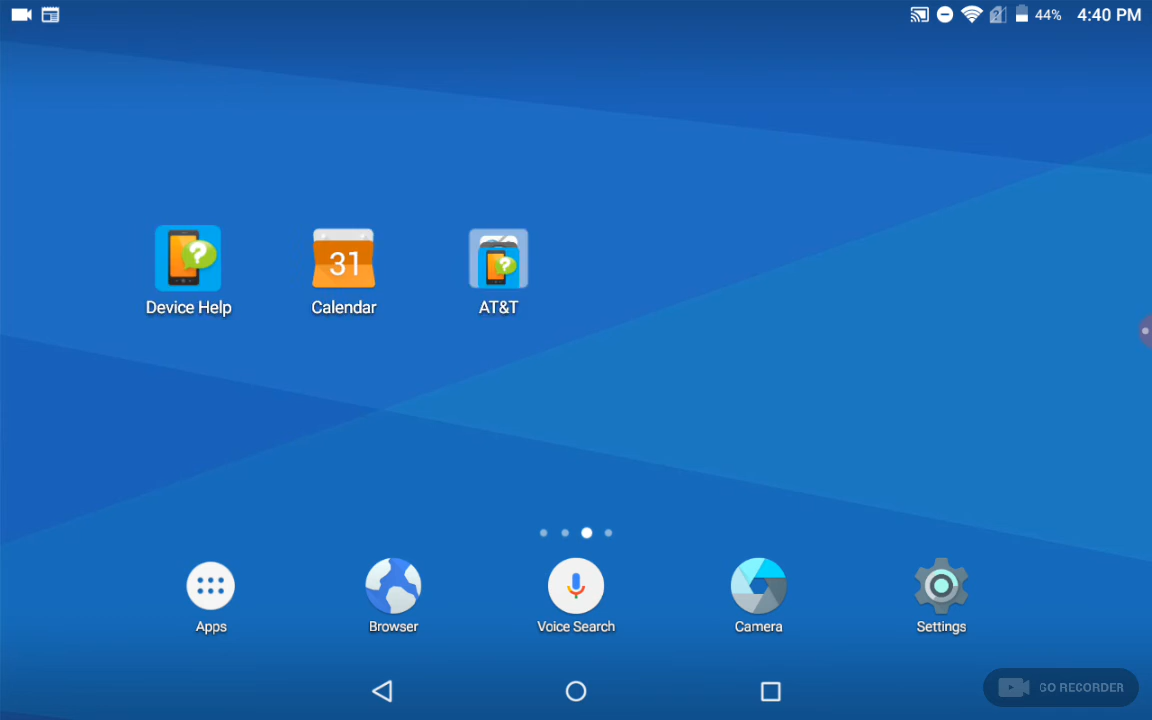 44% 4:40 PM
31
Device Help
Calendar
AT&T
Apps
Browser
Voice Search
Camera
Settings
GO RECORDER